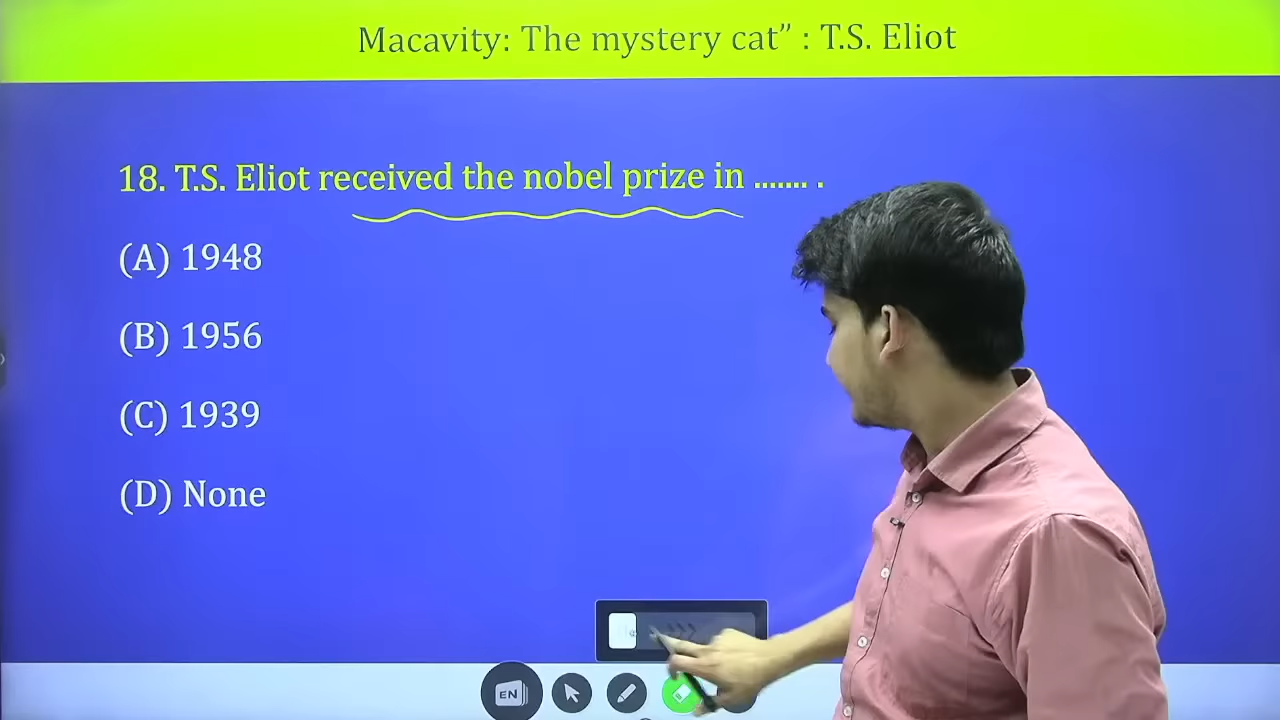 Macavity: The mystery cat” : T.S. Eliot
18. T.S. Eliot received the nobel prize in ....... .
(A) 1948
(B) 1956
(C) 1939
(D) None
EN